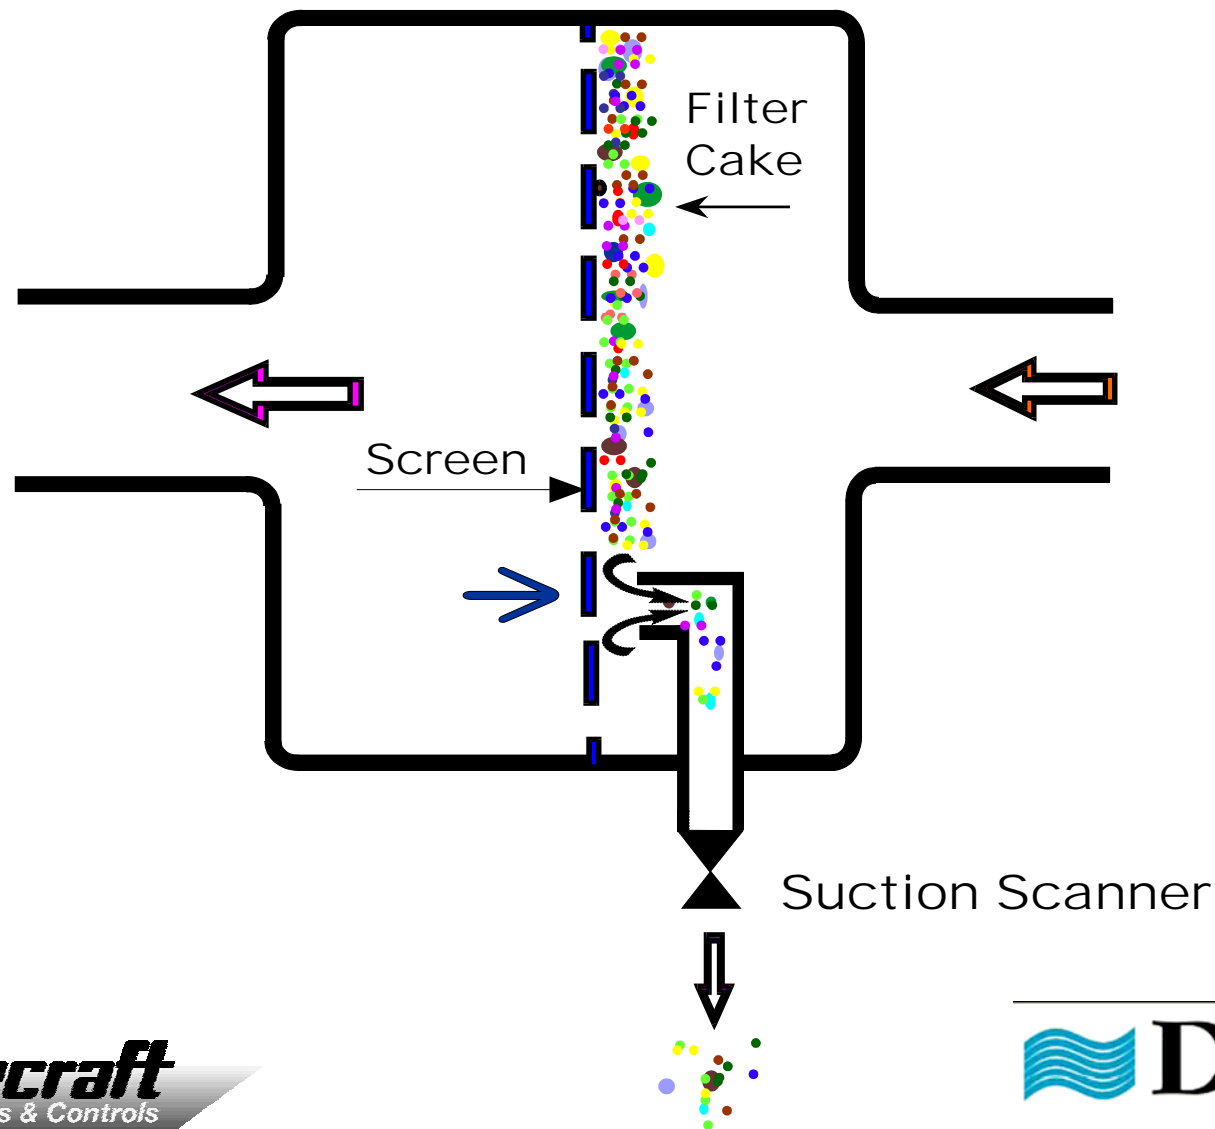 Filter
Cake
Screen
Suction Scanner
s & Controls